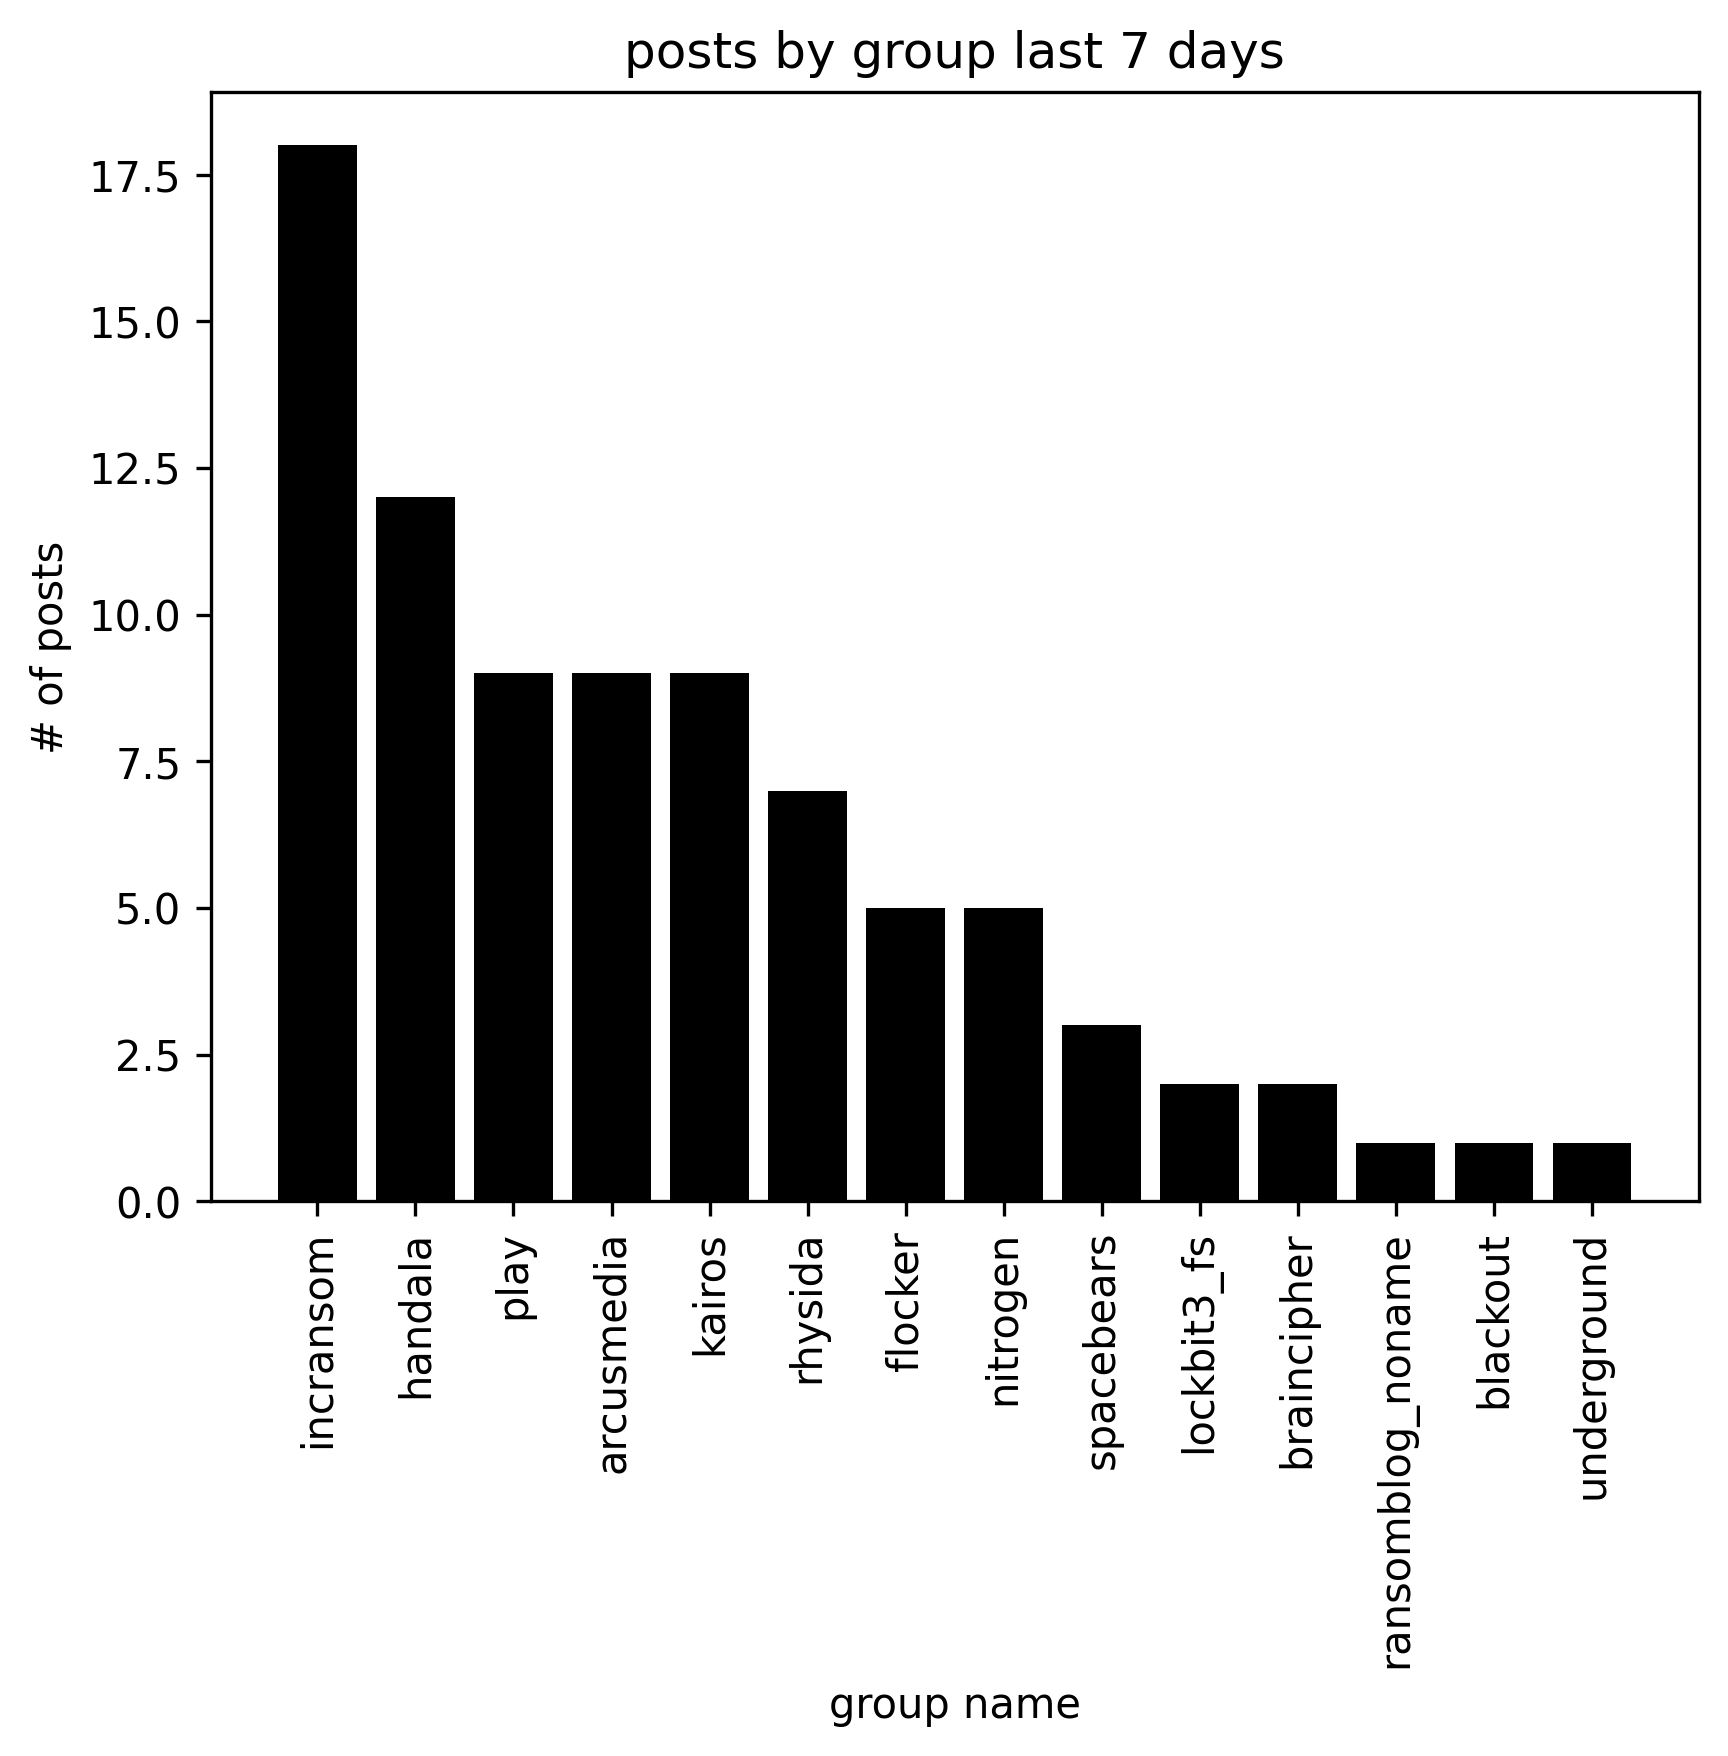 posts by group last 7 days
# of posts
17.5
15.0
12.5
10.0
7.5
5.0
2.5
0.0
incransom
handala
play
arcusmedia
kairos
rhysida
flocker
nitrogen
spacebears
lockbit3_fs
braincipher
ransomblog_noname
blackout
underground
group name